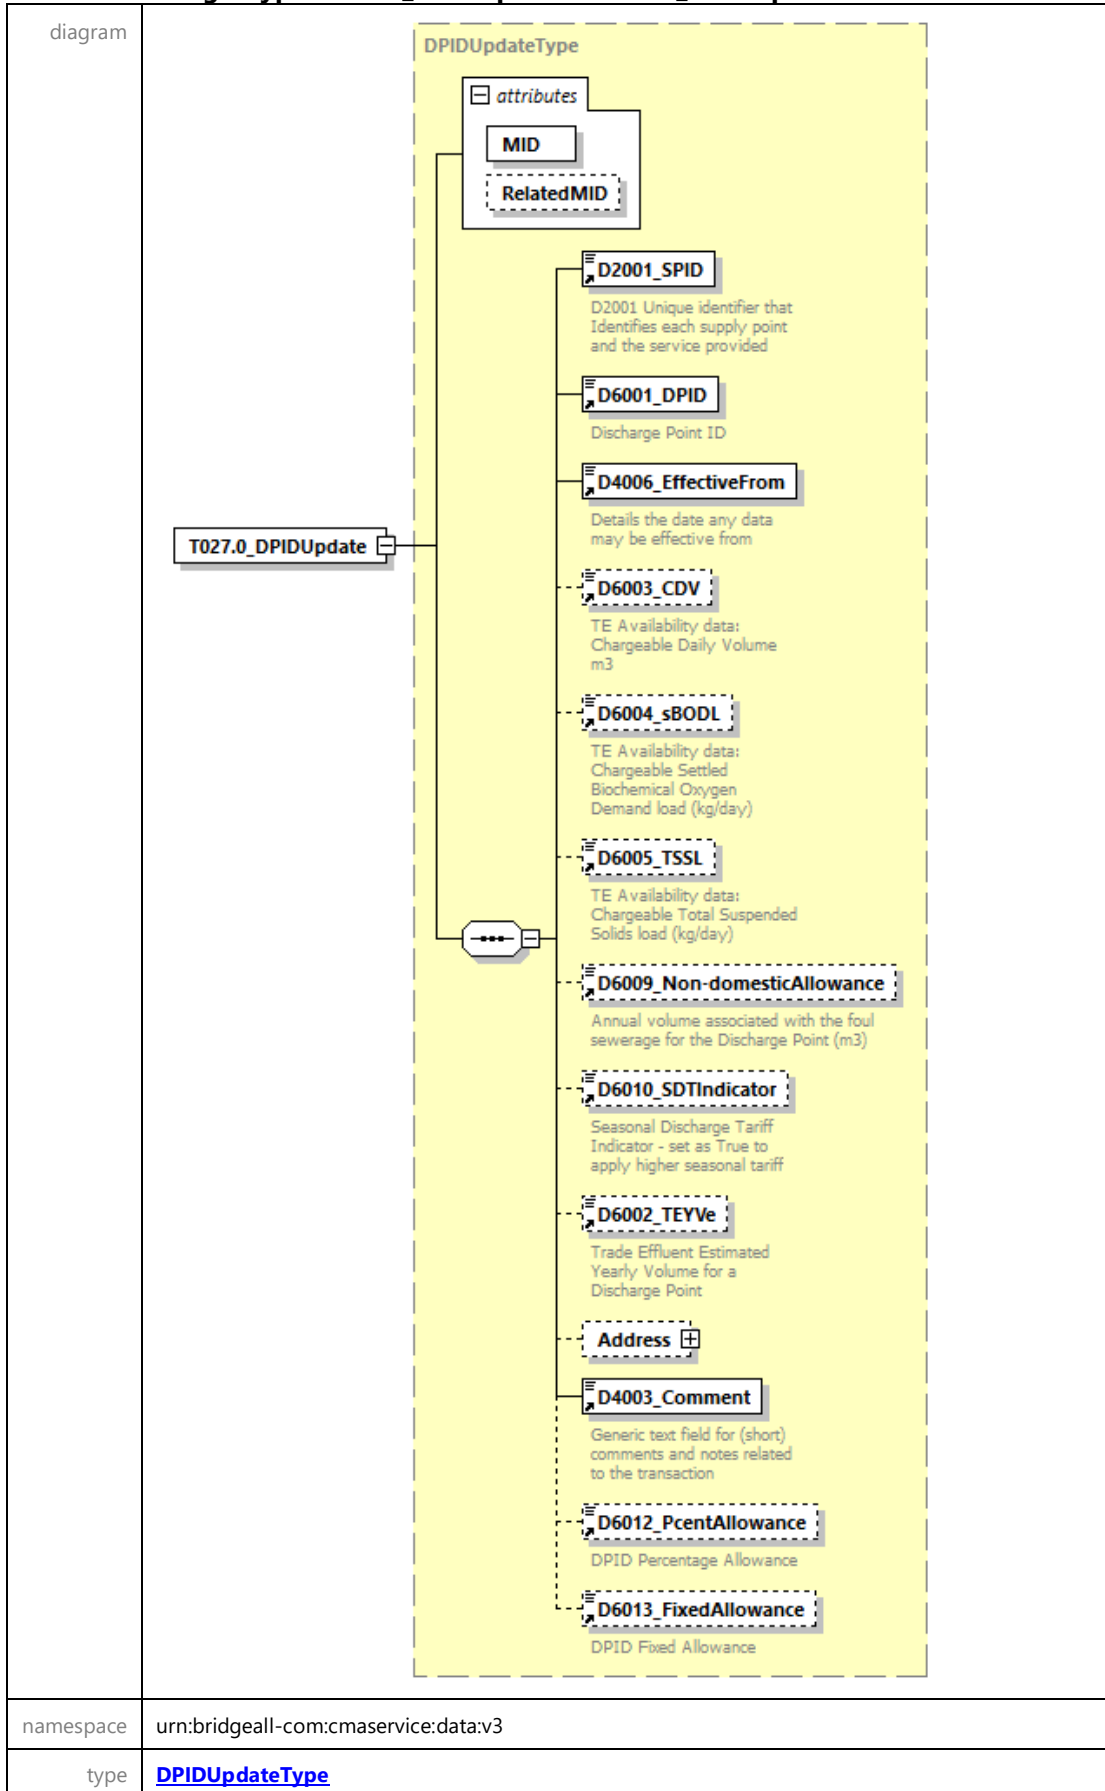 diagram
DPIDUpdateType
attributes
MID
RelatedMID
D2001_SPID
D2001 Unique identifier that
Identifies each supply point
and the service provided
D6001_DPID
Discharge Point ID
D4006_EffectiveFrom
Details the date any data
may be effective from
T027.0_DPIDUpdate
D6003_CDV
TE Availability data:
Chargeable Daily Volume
m3
D6004_sBODL
TE Availability data:
Chargeable Settled
Biochemical Oxygen
Demand load (kg/day)
D6005_TSSL
TE Availability data:
Chargeable Total Suspended
Solids load (kg/day)
D6009_Non-domesticAllowance
Annual volume associated with the foul
sewerage for the Discharge Point (m3)
D6010_SDTIndicator
Seasonal Discharge Tariff
Indicator - set as True to
apply higher seasonal tariff
D6002_TEYVe
Trade Effluent Estimated
Yearly Volume for a
Discharge Point
Address
D4003_Comment
Generic text field for (short)
comments and notes related
to the transaction
D6012_PcentAllowance
DPID Percentage Allowance
D6013_FixedAllowance
DPID Fixed Allowance
namespace urn:bridgeall-com:cmaservice:data:v3
type DPIDUpdateType